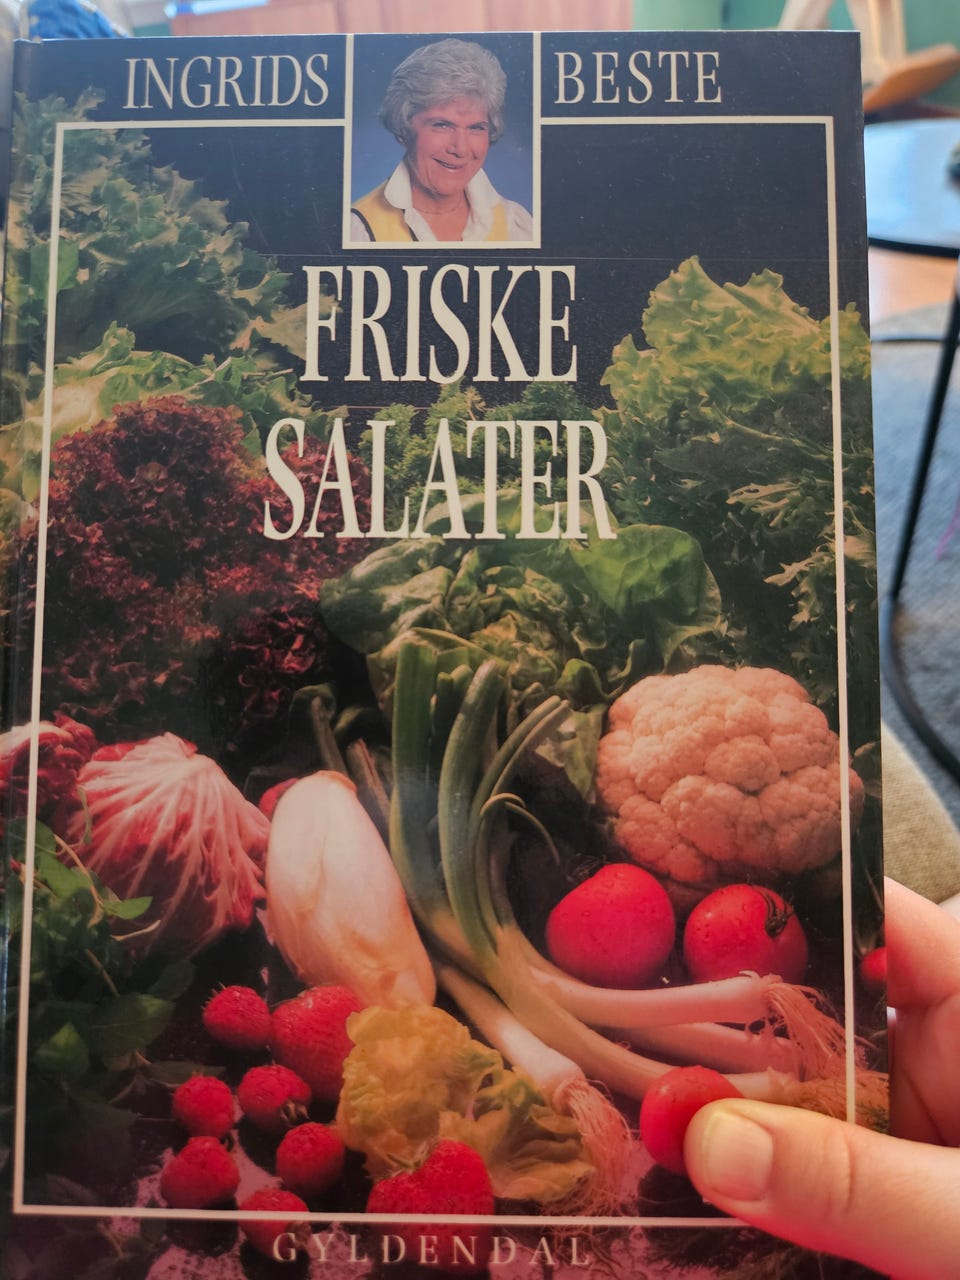 INGRIDS BESTE
FRISKE
SALATER
GYLDENDAL